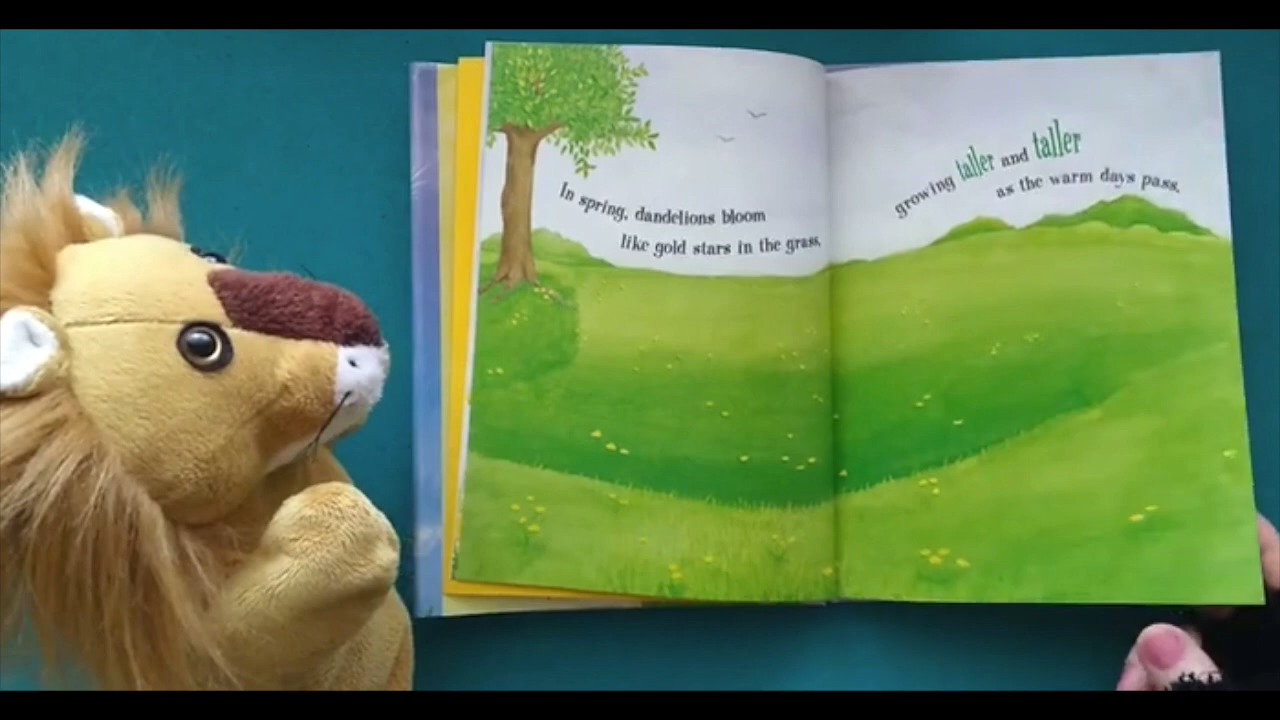 In spring, dandelions bloom
like gold stars in the grass,
growing taller and taller
as the warm days pass,